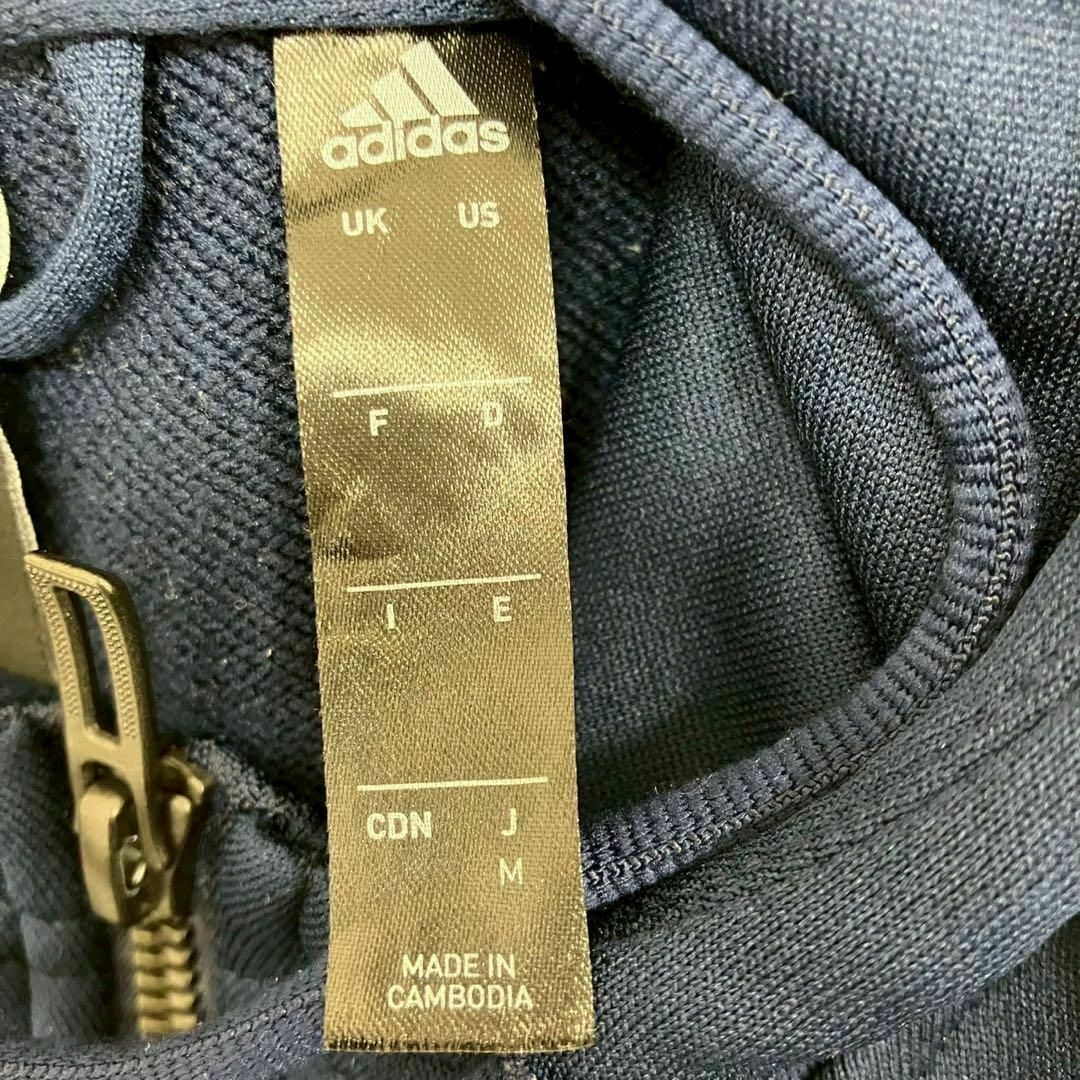 adidas
UK US
F D
I E
CDN J
M
MADE IN
CAMBODIA